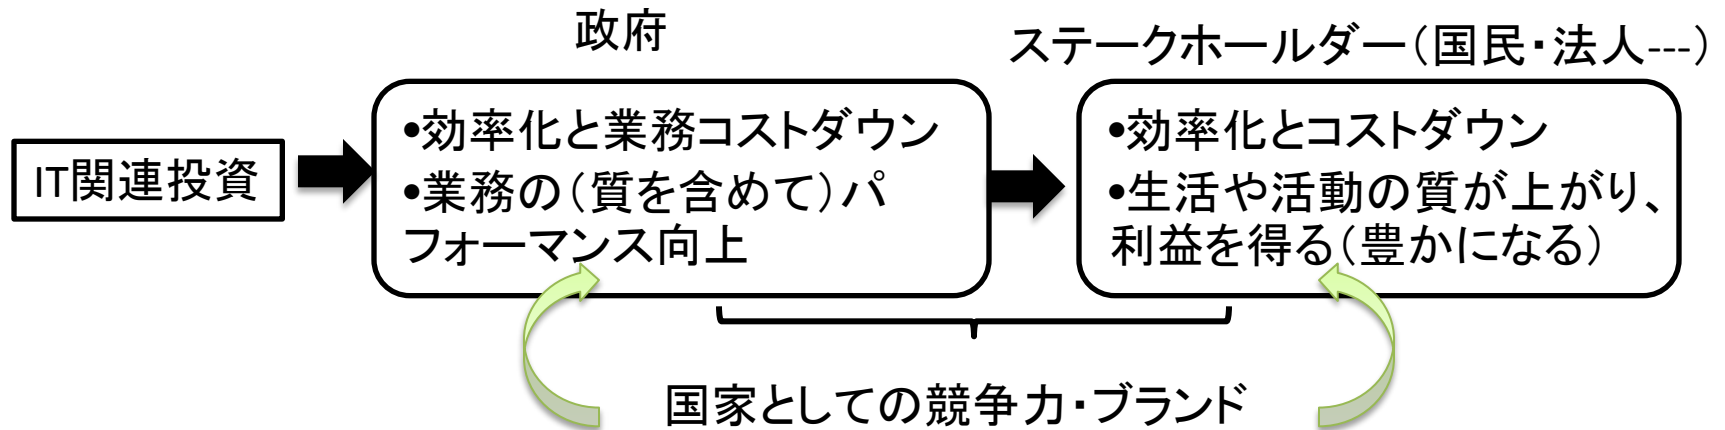 政府
ステークホールダー(国民・法人---)
IT関連投資
•効率化と業務コストダウン
•業務の(質を含めて)パ
フォーマンス向上
•効率化とコストダウン
•生活や活動の質が上がり、
利益を得る(豊かになる)
国家としての競争力・ブランド